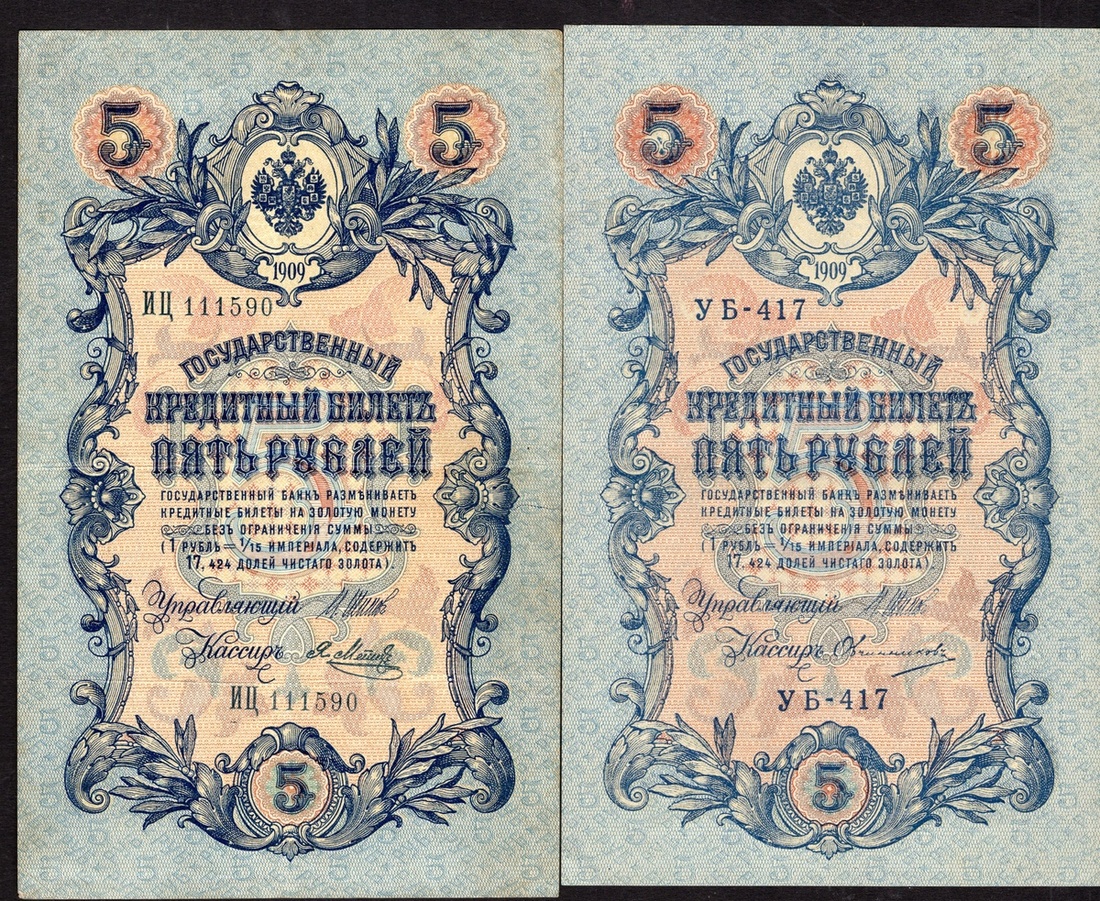 5 5
1909
ИЦ 111590
ГОСУДАРСТВЕННЫЙ
КРЕДИТНЫЙ БИЛЕТЪ
ПЯТЬ РУБЛЕЙ
ГОСУДАРСТВЕННЫЙ БАНКЪ РАЗМѢНИВАЕТЪ
КРЕДИТНЫЕ БИЛЕТЫ НА ЗОЛОТУЮ МОНЕТУ
БЕЗЪ ОГРАНИЧЕНІЯ СУММЫ
(1 РУБЛЬ = 1/15 ИМПЕРІАЛА, СОДЕРЖИТЪ
17,424 ДОЛЕЙ ЧИСТАГО ЗОЛОТА).
Управляющій
Кассиръ
ИЦ 111590
5
5 5
1909
УБ-417
ГОСУДАРСТВЕННЫЙ
КРЕДИТНЫЙ БИЛЕТЪ
ПЯТЬ РУБЛЕЙ
ГОСУДАРСТВЕННЫЙ БАНКЪ РАЗМѢНИВАЕТЪ
КРЕДИТНЫЕ БИЛЕТЫ НА ЗОЛОТУЮ МОНЕТУ
БЕЗЪ ОГРАНИЧЕНІЯ СУММЫ
(1 РУБЛЬ = 1/15 ИМПЕРІАЛА, СОДЕРЖИТЪ
17,424 ДОЛЕЙ ЧИСТАГО ЗОЛОТА).
Управляющій
Кассиръ Овчинниковъ
УБ-417
5